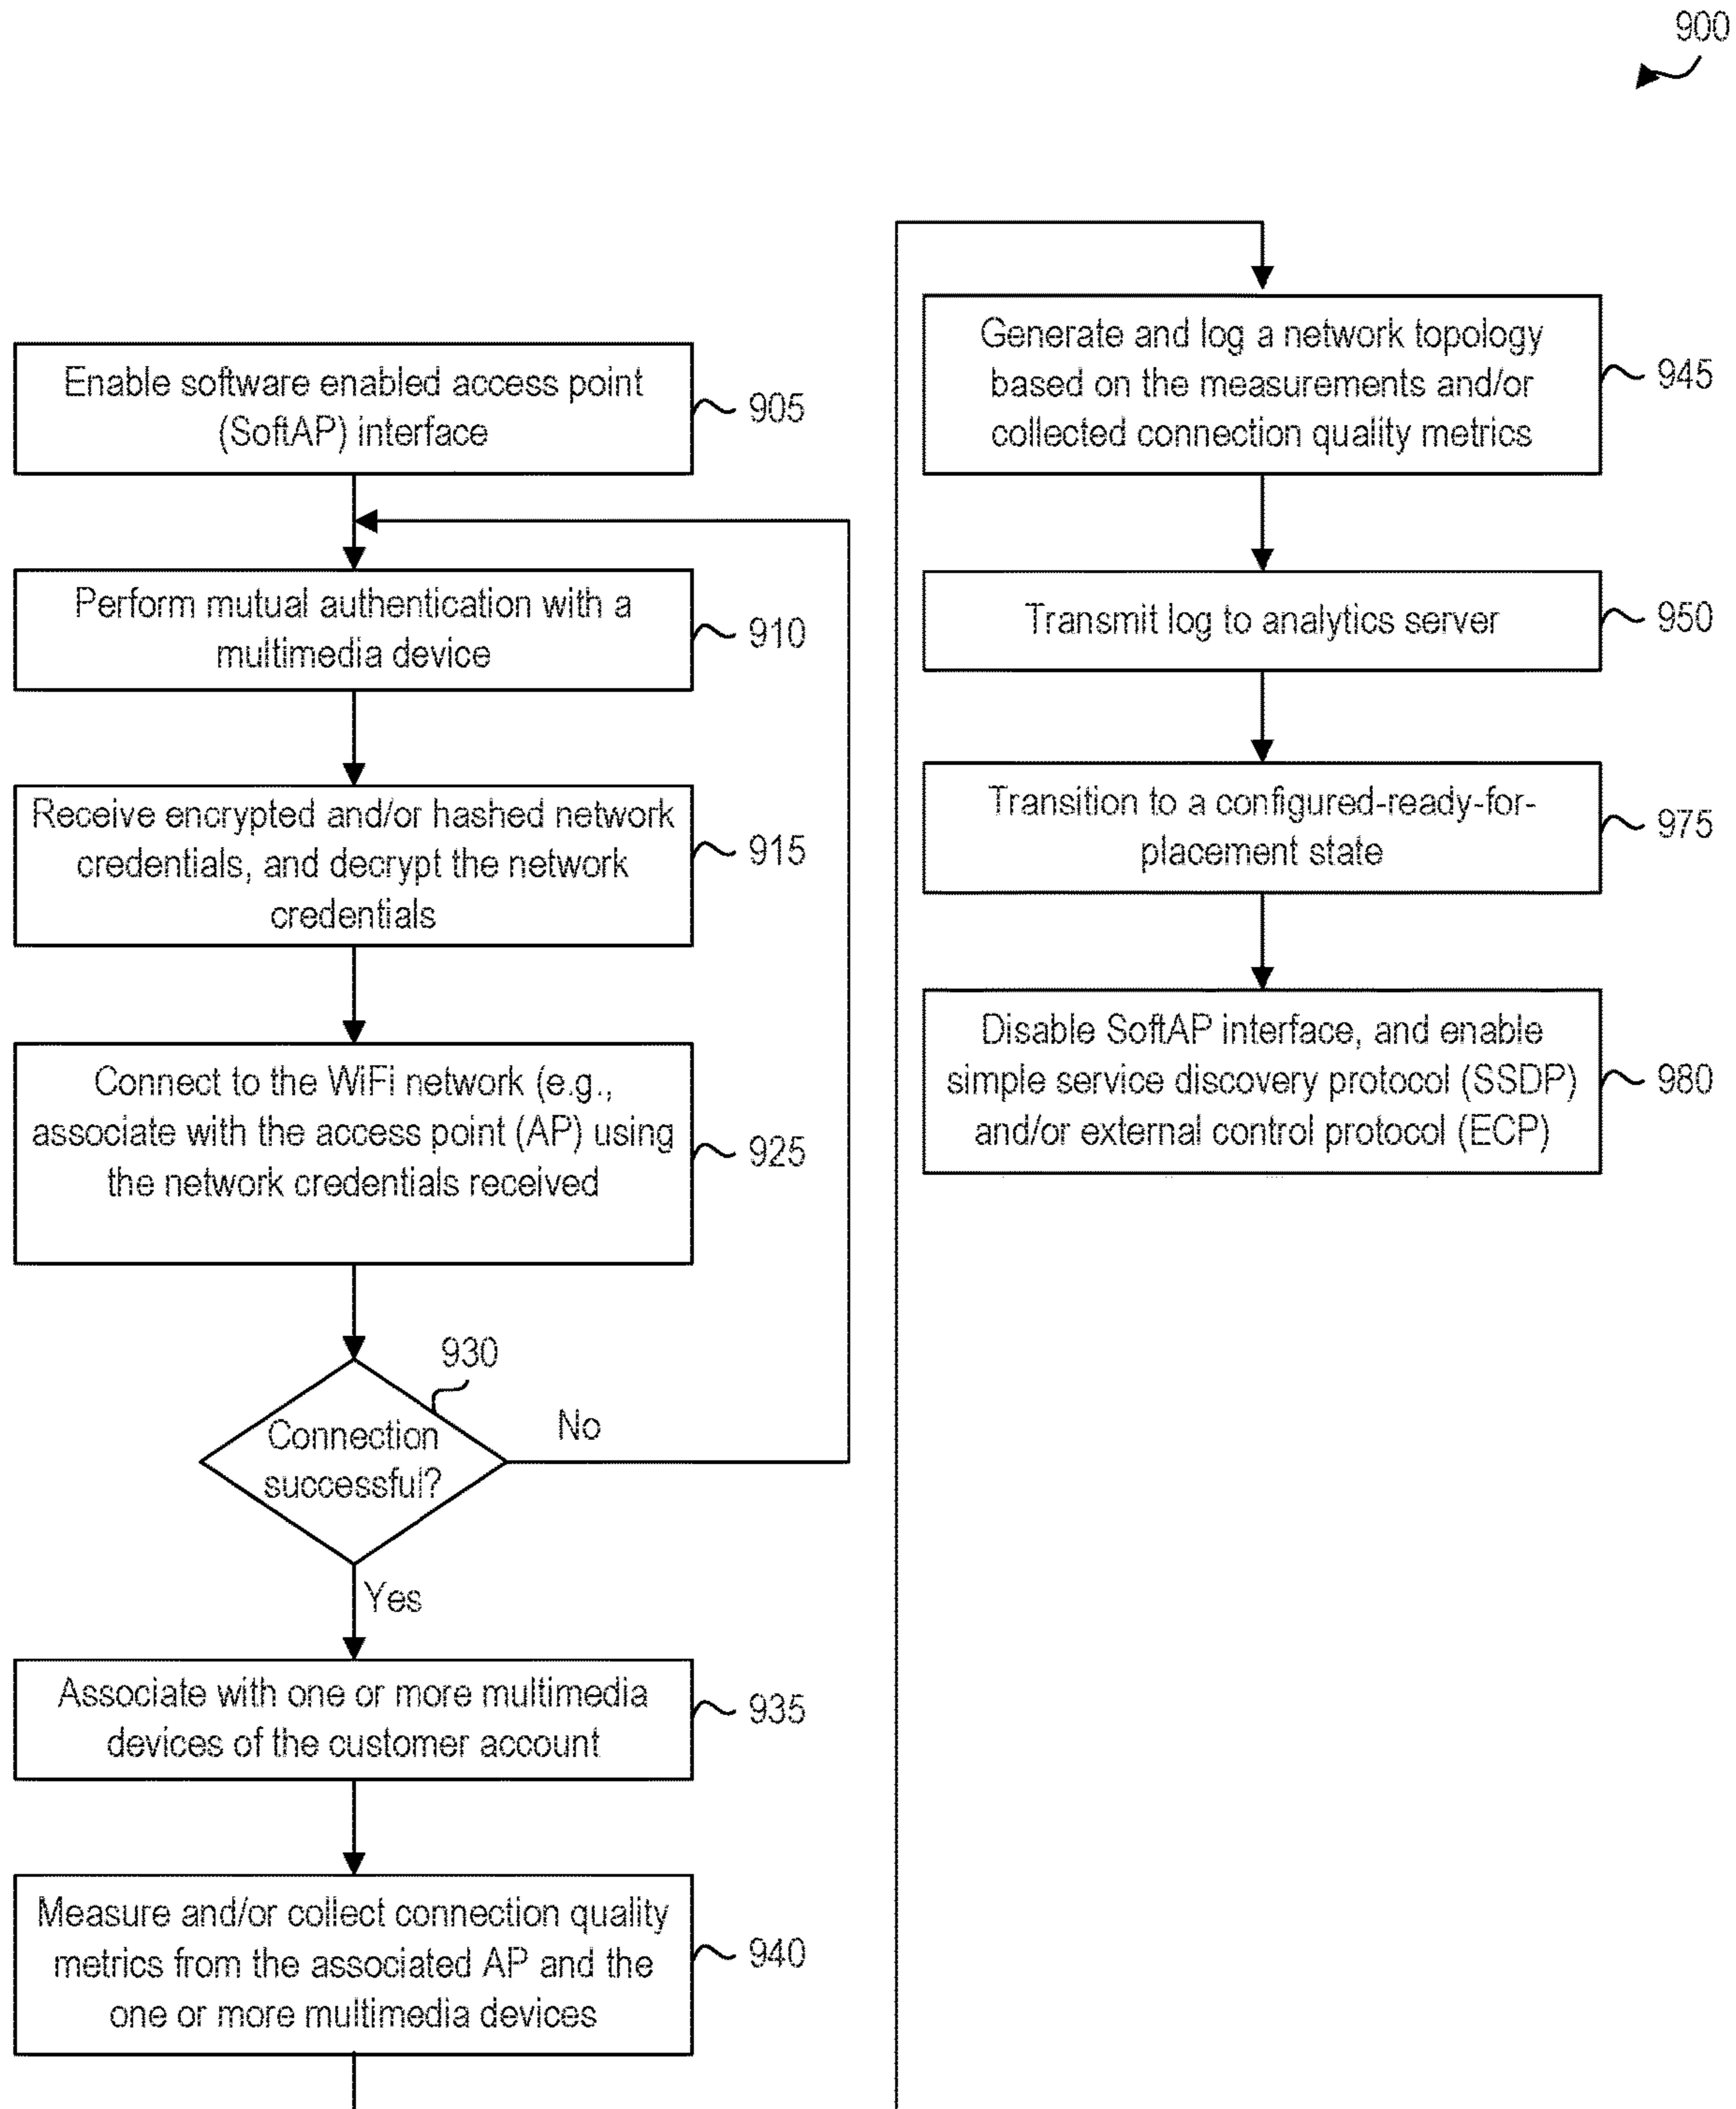 900
Enable software enabled access point
(SoftAP) interface
905
Perform mutual authentication with a
multimedia device
910
Receive encrypted and/or hashed network
credentials, and decrypt the network
credentials
915
Connect to the WiFi network (e.g.,
associate with the access point (AP) using
the network credentials received
925
930
Connection
successful?
No
Yes
Associate with one or more multimedia
devices of the customer account
935
Measure and/or collect connection quality
metrics from the associated AP and the
one or more multimedia devices
940
Generate and log a network topology
based on the measurements and/or
collected connection quality metrics
945
Transmit log to analytics server
950
Transition to a configured-ready-for-
placement state
975
Disable SoftAP interface, and enable
simple service discovery protocol (SSDP)
and/or external control protocol (ECP)
980